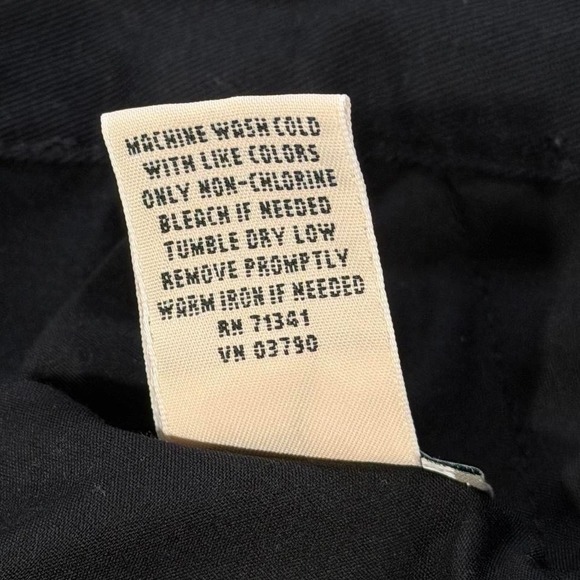 MACHINE WASH COLD
WITH LIKE COLORS
ONLY NON-CHLORINE
BLEACH IF NEEDED
TUMBLE DRY LOW
REMOVE PROMPTLY
WARM IRON IF NEEDED
RN 71341
VN 03790